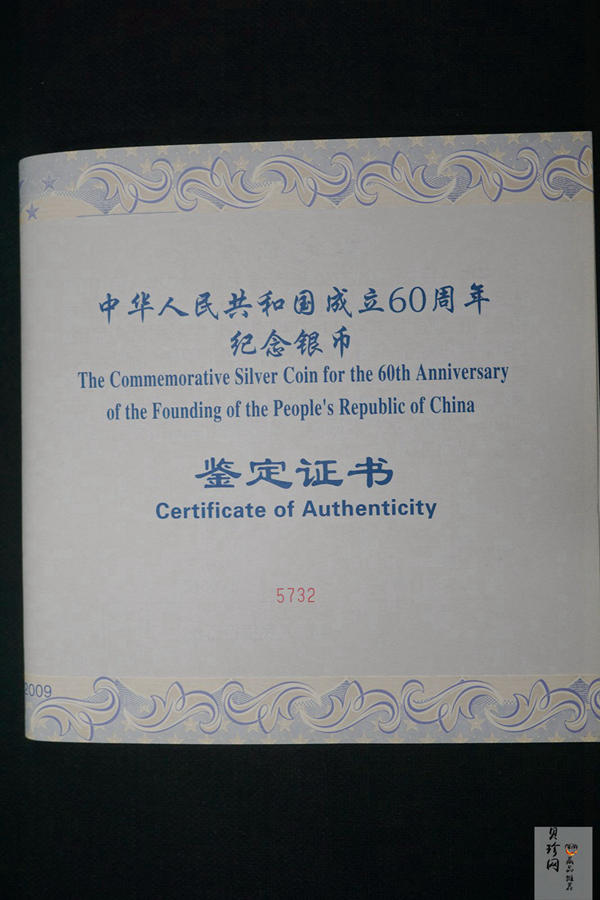 中华人民共和国成立60周年
纪念银币
The Commemorative Silver Coin for the 60th Anniversary
of the Founding of the People's Republic of China
鉴定证书
Certificate of Authenticity
5732
2009
贝珍网